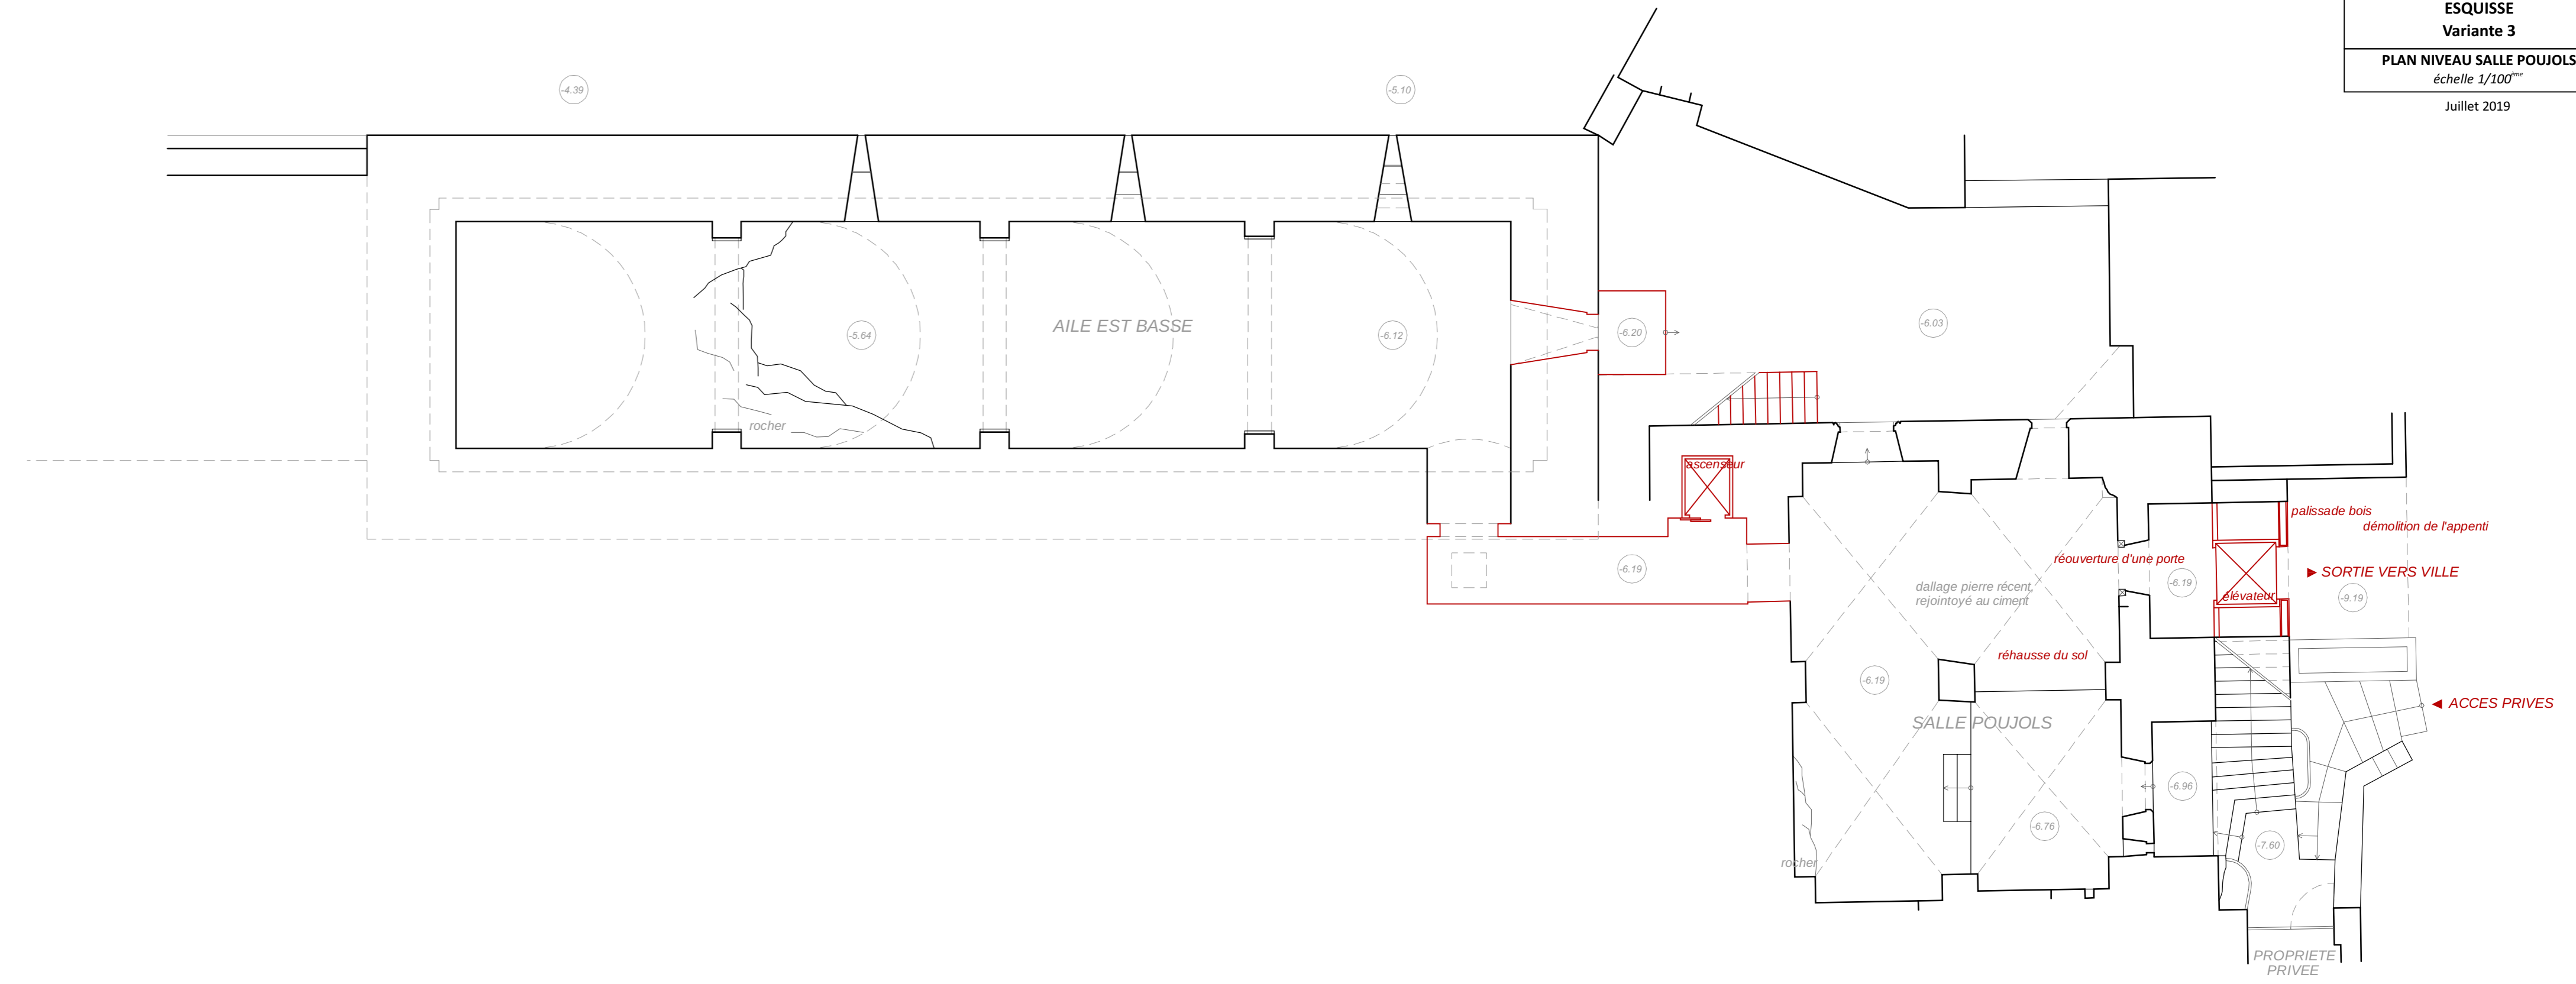 ESQUISSE
Variante 3
PLAN NIVEAU SALLE POUJOLS
échelle 1/100ème
Juillet 2019
-4.39
-5.10
-6.03
-5.64
AILE EST BASSE
-6.12
-6.20
rocher
ascenseur
palissade bois
démolition de l'appenti
réouverture d'une porte
-6.19
-6.19
SORTIE VERS VILLE
dallage pierre récent,
rejointoyé au ciment
élévateur
-9.19
réhausse du sol
-6.19
ACCES PRIVES
SALLE POUJOLS
-6.96
-6.76
-7.60
rocher
PROPRIETE
PRIVEE